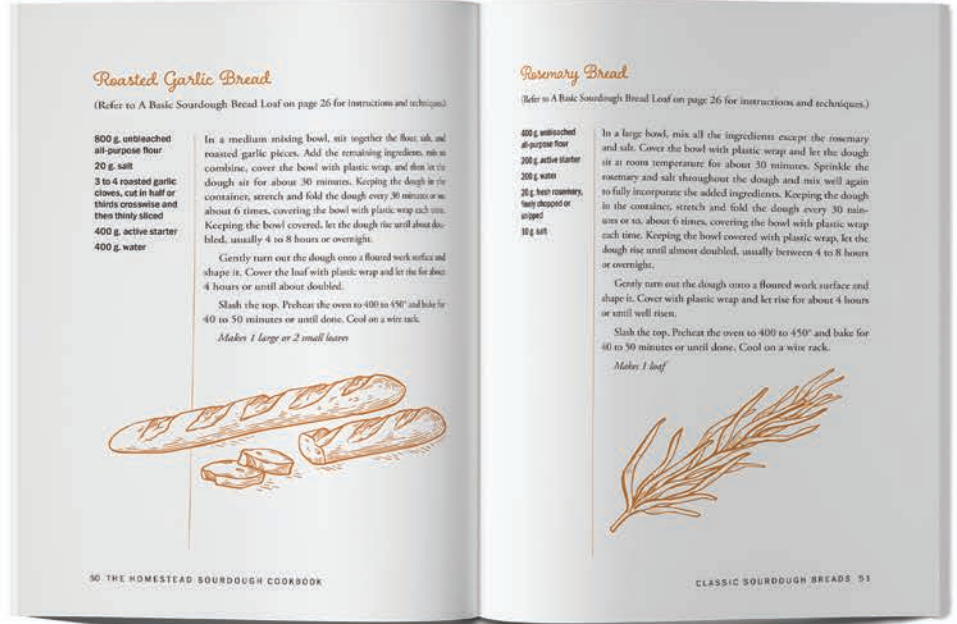 Roasted Garlic Bread
(Refer to A Basic Sourdough Bread Loaf on page 26 for instructions and techniques.)
800 g. unbleached
all-purpose flour
20 g. salt
3 to 4 roasted garlic
cloves, cut in half or
thirds crosswise and
then thinly sliced
400 g. active starter
400 g. water
In a medium mixing bowl, mix together the flour, salt, and
roasted garlic pieces. Add the remaining ingredients, mix to
combine, cover the bowl with plastic wrap, and then let the
dough sit for about 30 minutes. Keeping the dough in the
container, stretch and fold the dough every 30 minutes or so,
about 6 times, covering the bowl with plastic wrap each time.
Keeping the bowl covered, let the dough rise until about dou-
bled, usually 4 to 8 hours or overnight.
Gently turn out the dough onto a floured work surface and
shape it. Cover the loaf with plastic wrap and let rise for about
4 hours or until about doubled.
Slash the top. Preheat the oven to 400 to 450° and bake for
40 to 50 minutes or until done. Cool on a wire rack.
Makes 1 large or 2 small loaves
50 THE HOMESTEAD SOURDOUGH COOKBOOK
Rosemary Bread
(Refer to A Basic Sourdough Bread Loaf on page 26 for instructions and techniques.)
400 g. unbleached
all-purpose flour
200 g. active starter
200 g. water
20 g. fresh rosemary,
finely chopped or
snipped
10 g. salt
In a large bowl, mix all the ingredients except the rosemary
and salt. Cover the bowl with plastic wrap and let the dough
sit at room temperature for about 30 minutes. Sprinkle the
rosemary and salt throughout the dough and mix well again
to fully incorporate the added ingredients. Keeping the dough
in the container, stretch and fold the dough every 30 min-
utes or so, about 6 times, covering the bowl with plastic wrap
each time. Keeping the bowl covered with plastic wrap, let the
dough rise until almost doubled, usually between 4 to 8 hours
or overnight.
Gently turn out the dough onto a floured work surface and
shape it. Cover with plastic wrap and let rise for about 4 hours
or until well risen.
Slash the top. Preheat the oven to 400 to 450° and bake for
40 to 50 minutes or until done. Cool on a wire rack.
Makes 1 loaf
CLASSIC SOURDOUGH BREADS 51